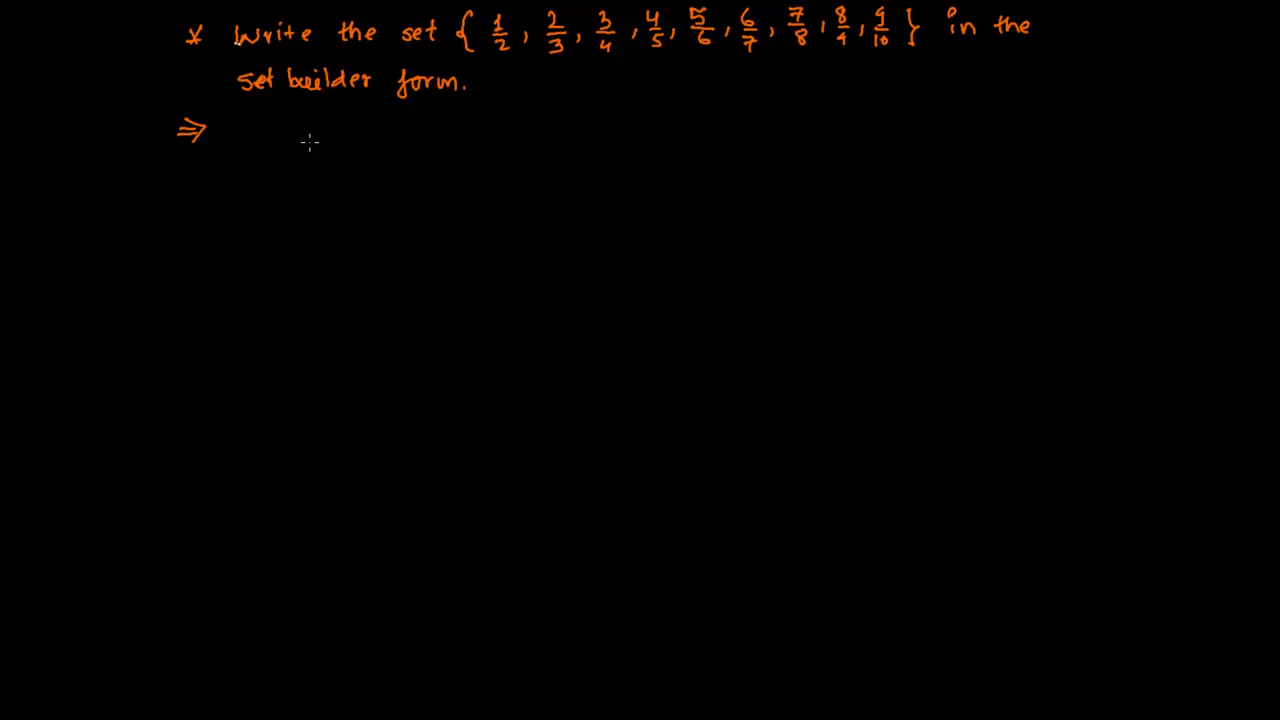 * Write the set { 1/2, 2/3, 3/4, 4/5, 5/6, 6/7, 7/8, 8/9, 9/10 } in the
set builder form.
⇒